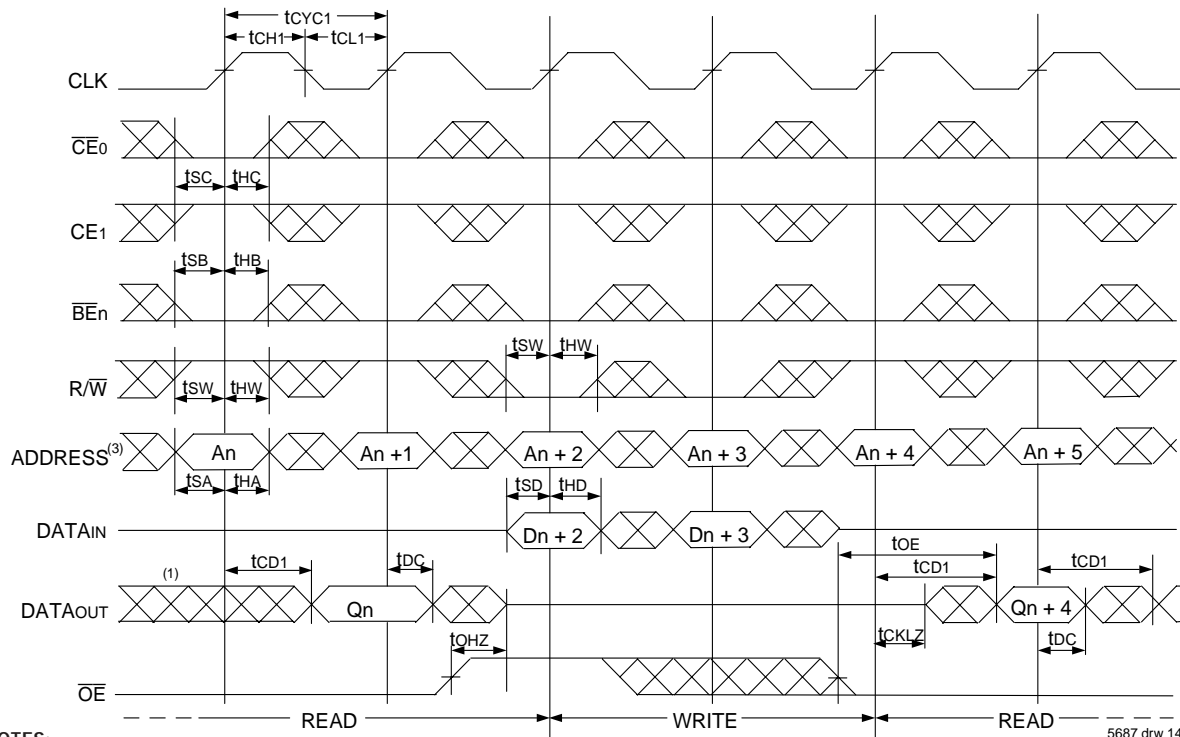 tCYC1
tCH1 tCL1
CLK
CE0
tSC tHC
CE1
tSB tHB
BEn
tSW tHW
R/W
tSW tHW
ADDRESS(3) An An +1 An + 2 An + 3 An + 4 An + 5
tSA tHA
tSD tHD
DATAIN Dn + 2 Dn + 3
tOE
(1) tCD1 tDC tCD1 tCD1
DATAOUT Qn Qn + 4
tOHZ tCKLZ tDC
OE
READ WRITE READ
5687 drw 14